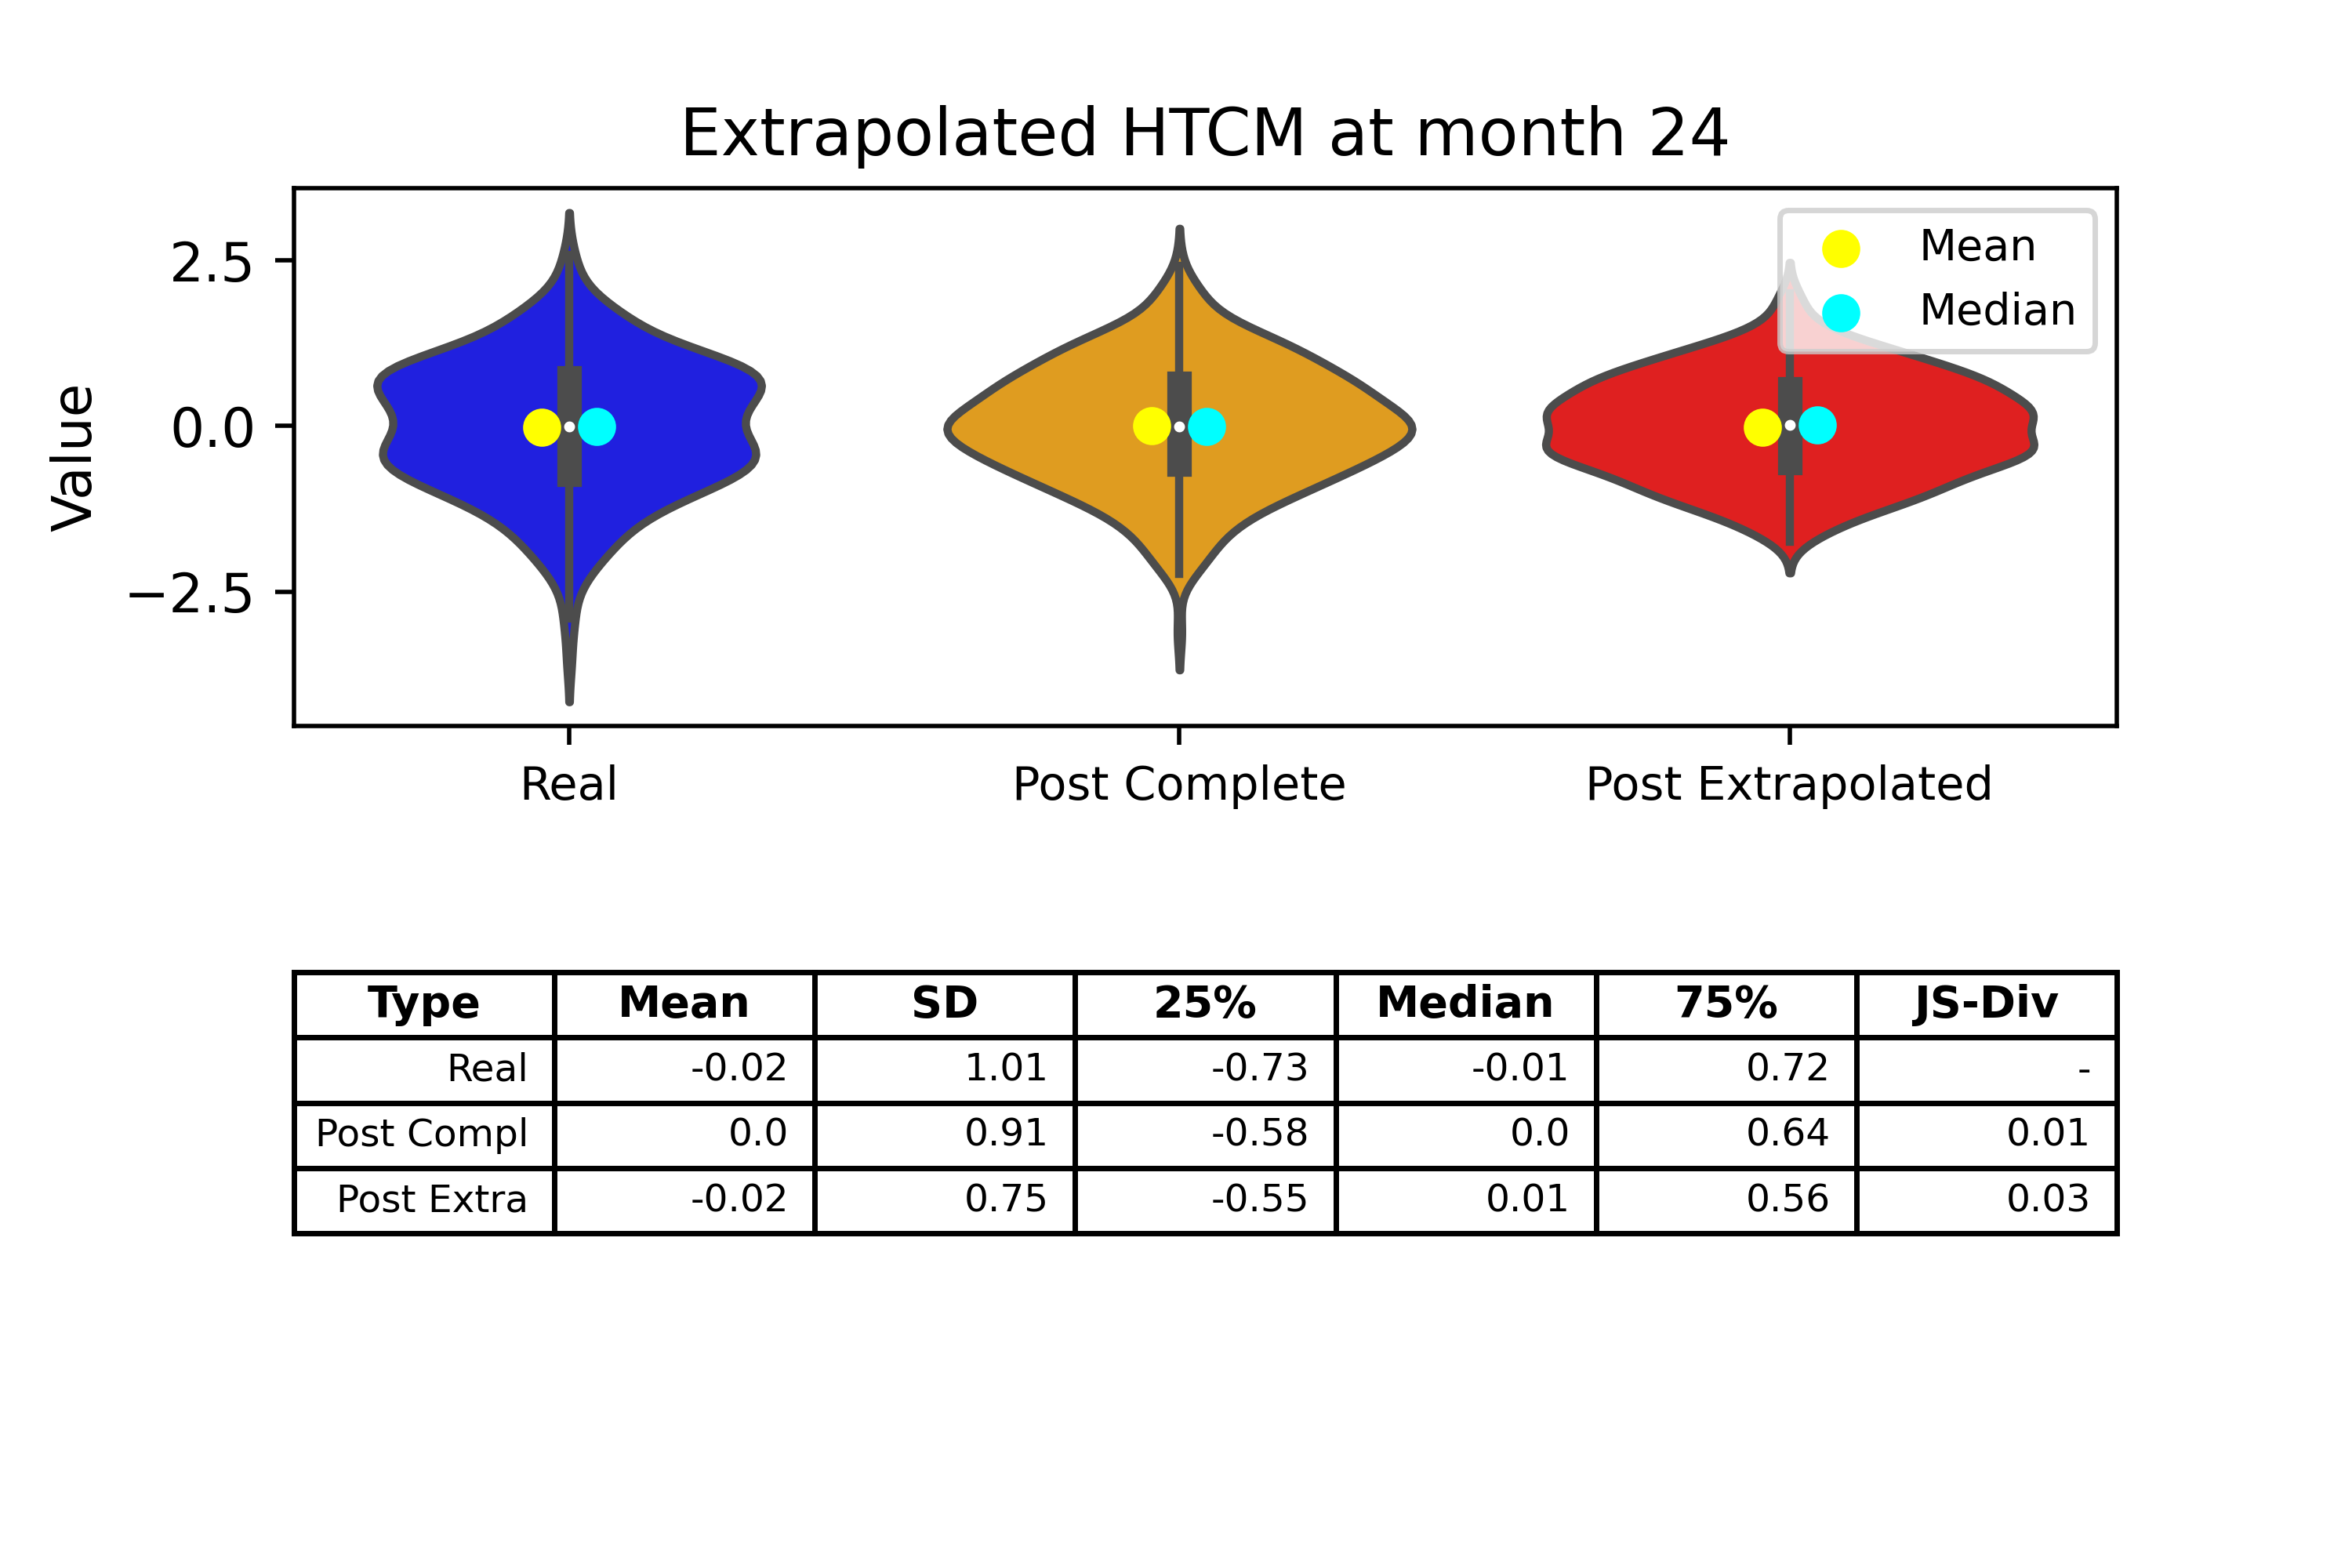 Extrapolated HTCM at month 24
Value
2.5
0.0
−2.5
Mean
Median
Real Post Complete Post Extrapolated
Type Mean SD 25% Median 75% JS-Div
Real -0.02 1.01 -0.73 -0.01 0.72 -
Post Compl 0.0 0.91 -0.58 0.0 0.64 0.01
Post Extra -0.02 0.75 -0.55 0.01 0.56 0.03